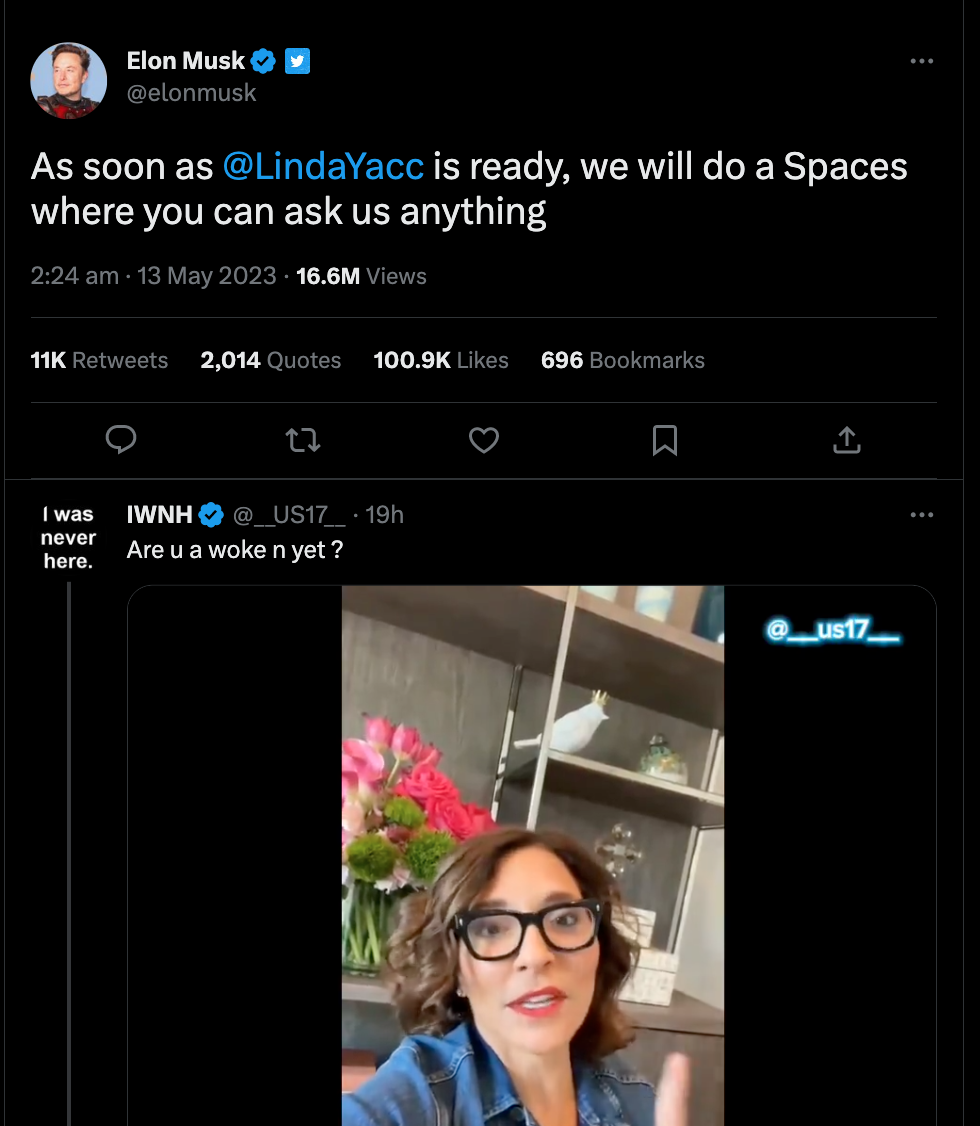 Elon Musk
@elonmusk
As soon as @LindaYacc is ready, we will do a Spaces
where you can ask us anything
2:24 am · 13 May 2023 · 16.6M Views
11K Retweets 2,014 Quotes 100.9K Likes 696 Bookmarks
I was
never
here.
IWNH @__US17__ · 19h
Are u a woke n yet ?
@__us17__